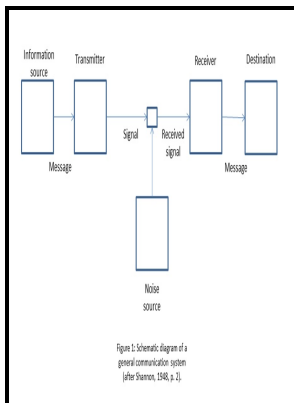 Information
source
Transmitter
Receiver
Destination
Signal
Received
signal
Message
Message
Noise
source
Figure 1: Schematic diagram of a
general communication system
(after Shannon, 1948, p. 2).